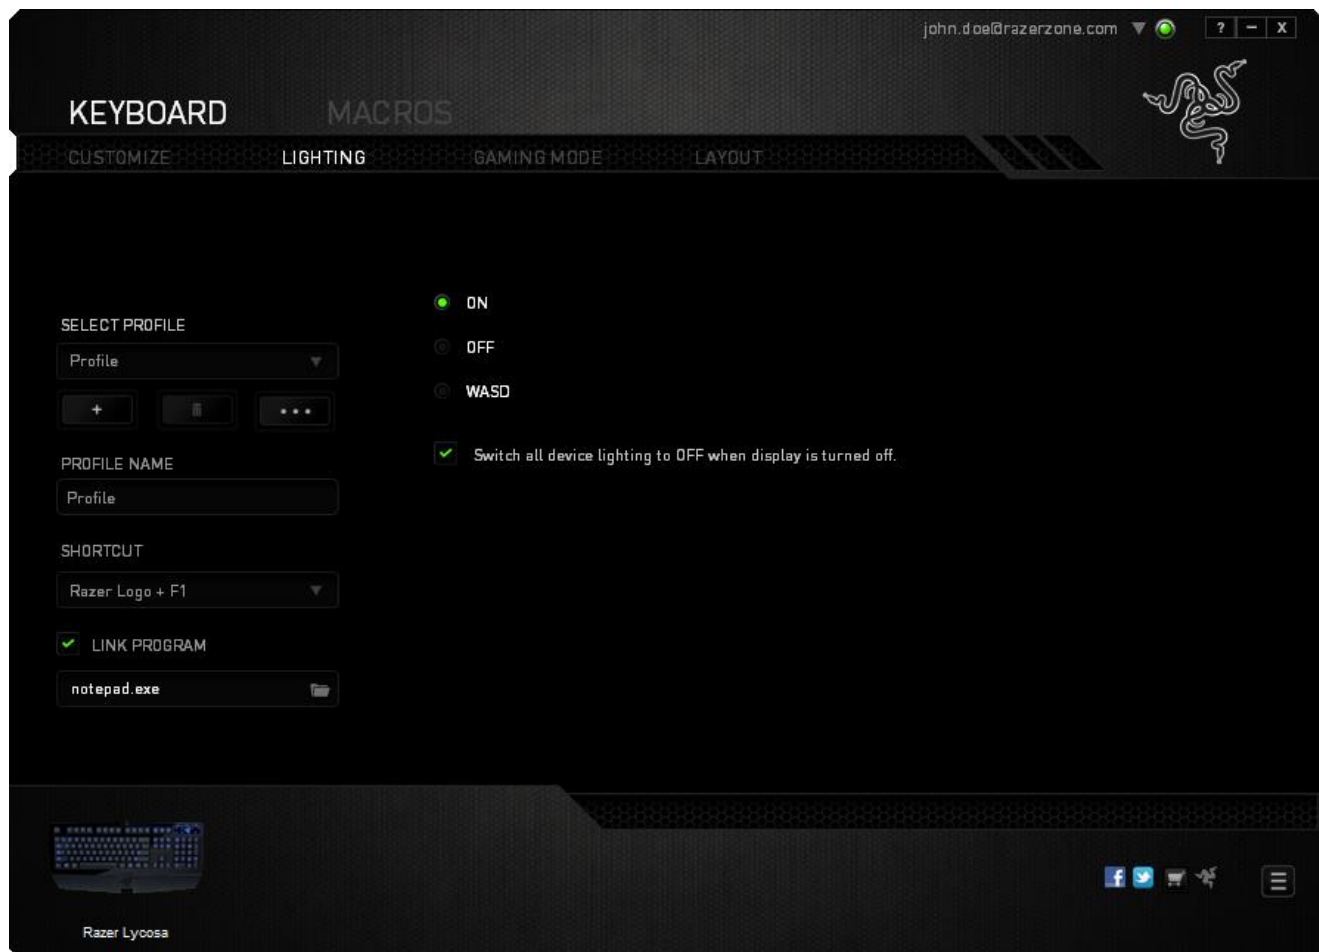 john.doe@razerzone.com
? – X
KEYBOARD MACROS
CUSTOMIZE LIGHTING GAMING MODE LAYOUT
ON
SELECT PROFILE
OFF
Profile
WASD
+ •••
Switch all device lighting to OFF when display is turned off.
PROFILE NAME
Profile
SHORTCUT
Razer Logo + F1
LINK PROGRAM
notepad.exe
Razer Lycosa